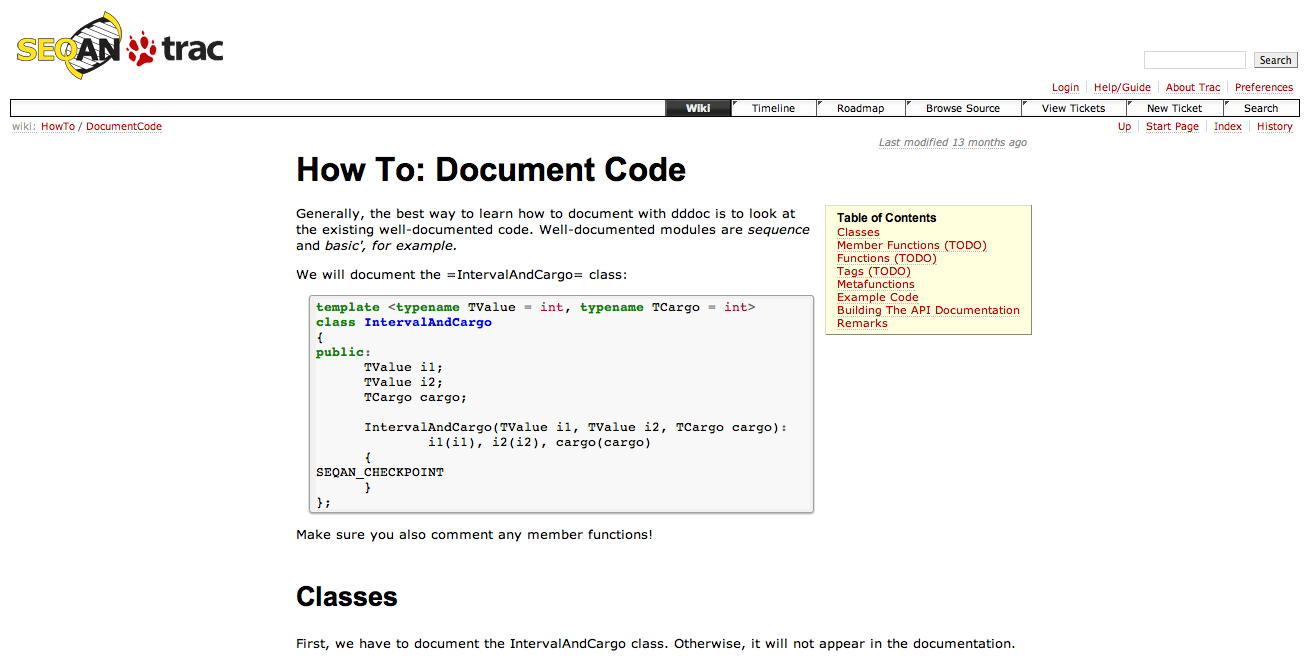 SEQAN trac
Search
Login Help/Guide About Trac Preferences
Wiki Timeline Roadmap Browse Source View Tickets New Ticket Search
wiki: HowTo / DocumentCode
Up Start Page Index History
Last modified 13 months ago
How To: Document Code
Generally, the best way to learn how to document with dddoc is to look at
the existing well-documented code. Well-documented modules are sequence
and basic', for example.
We will document the =IntervalAndCargo= class:
template <typename TValue = int, typename TCargo = int>
class IntervalAndCargo
{
public:
TValue i1;
TValue i2;
TCargo cargo;
IntervalAndCargo(TValue i1, TValue i2, TCargo cargo):
i1(i1), i2(i2), cargo(cargo)
{
SEQAN_CHECKPOINT
}
};
Table of Contents
Classes
Member Functions (TODO)
Functions (TODO)
Tags (TODO)
Metafunctions
Example Code
Building The API Documentation
Remarks
Make sure you also comment any member functions!
Classes
First, we have to document the IntervalAndCargo class. Otherwise, it will not appear in the documentation.